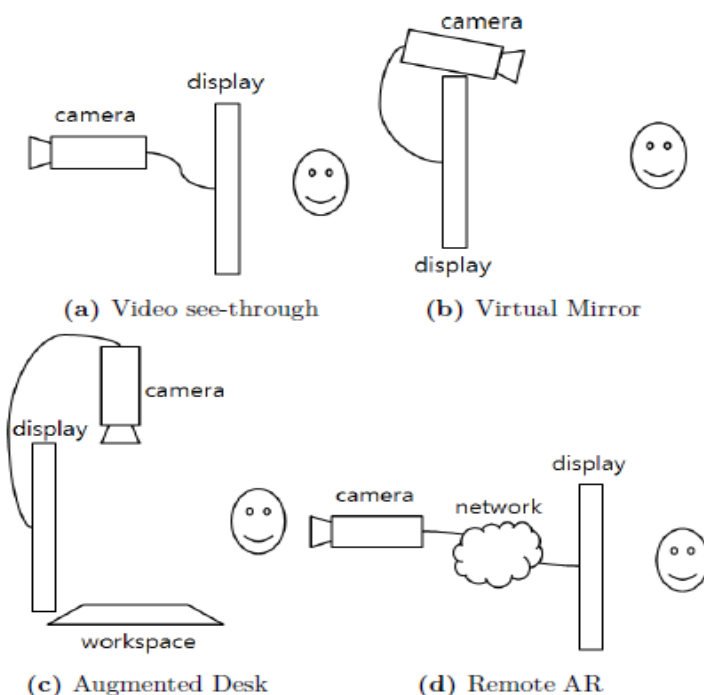 camera
display
(a) Video see-through
camera
display
(b) Virtual Mirror
camera
display
workspace
(c) Augmented Desk
camera
network
display
(d) Remote AR